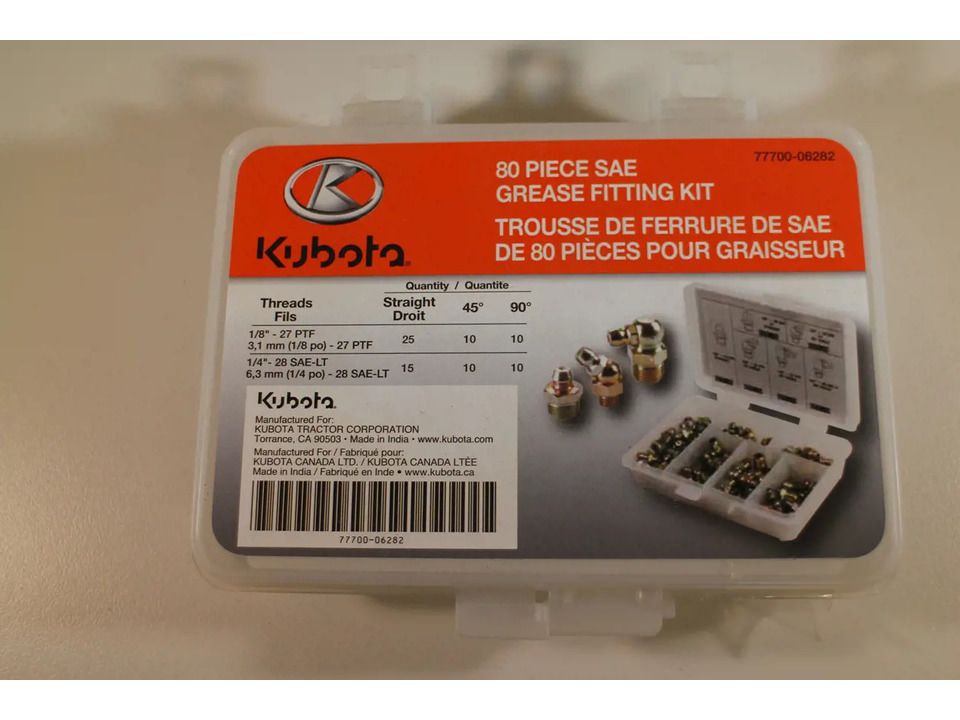 77700-06282
80 PIECE SAE
GREASE FITTING KIT
TROUSSE DE FERRURE DE SAE
DE 80 PIÈCES POUR GRAISSEUR
K
Kubota®
Quantity / Quantite
Threads Straight 45° 90°
Fils Droit
1/8" - 27 PTF
3,1 mm (1/8 po) - 27 PTF 25 10 10
1/4"- 28 SAE-LT
6,3 mm (1/4 po) - 28 SAE-LT 15 10 10
Kubota.
Manufactured For:
KUBOTA TRACTOR CORPORATION
Torrance, CA 90503 • Made in India • www.kubota.com
Manufactured For / Fabriqué pour:
KUBOTA CANADA LTD. / KUBOTA CANADA LTÉE
Made in India / Fabriqué en Inde • www.kubota.ca
77700-06282